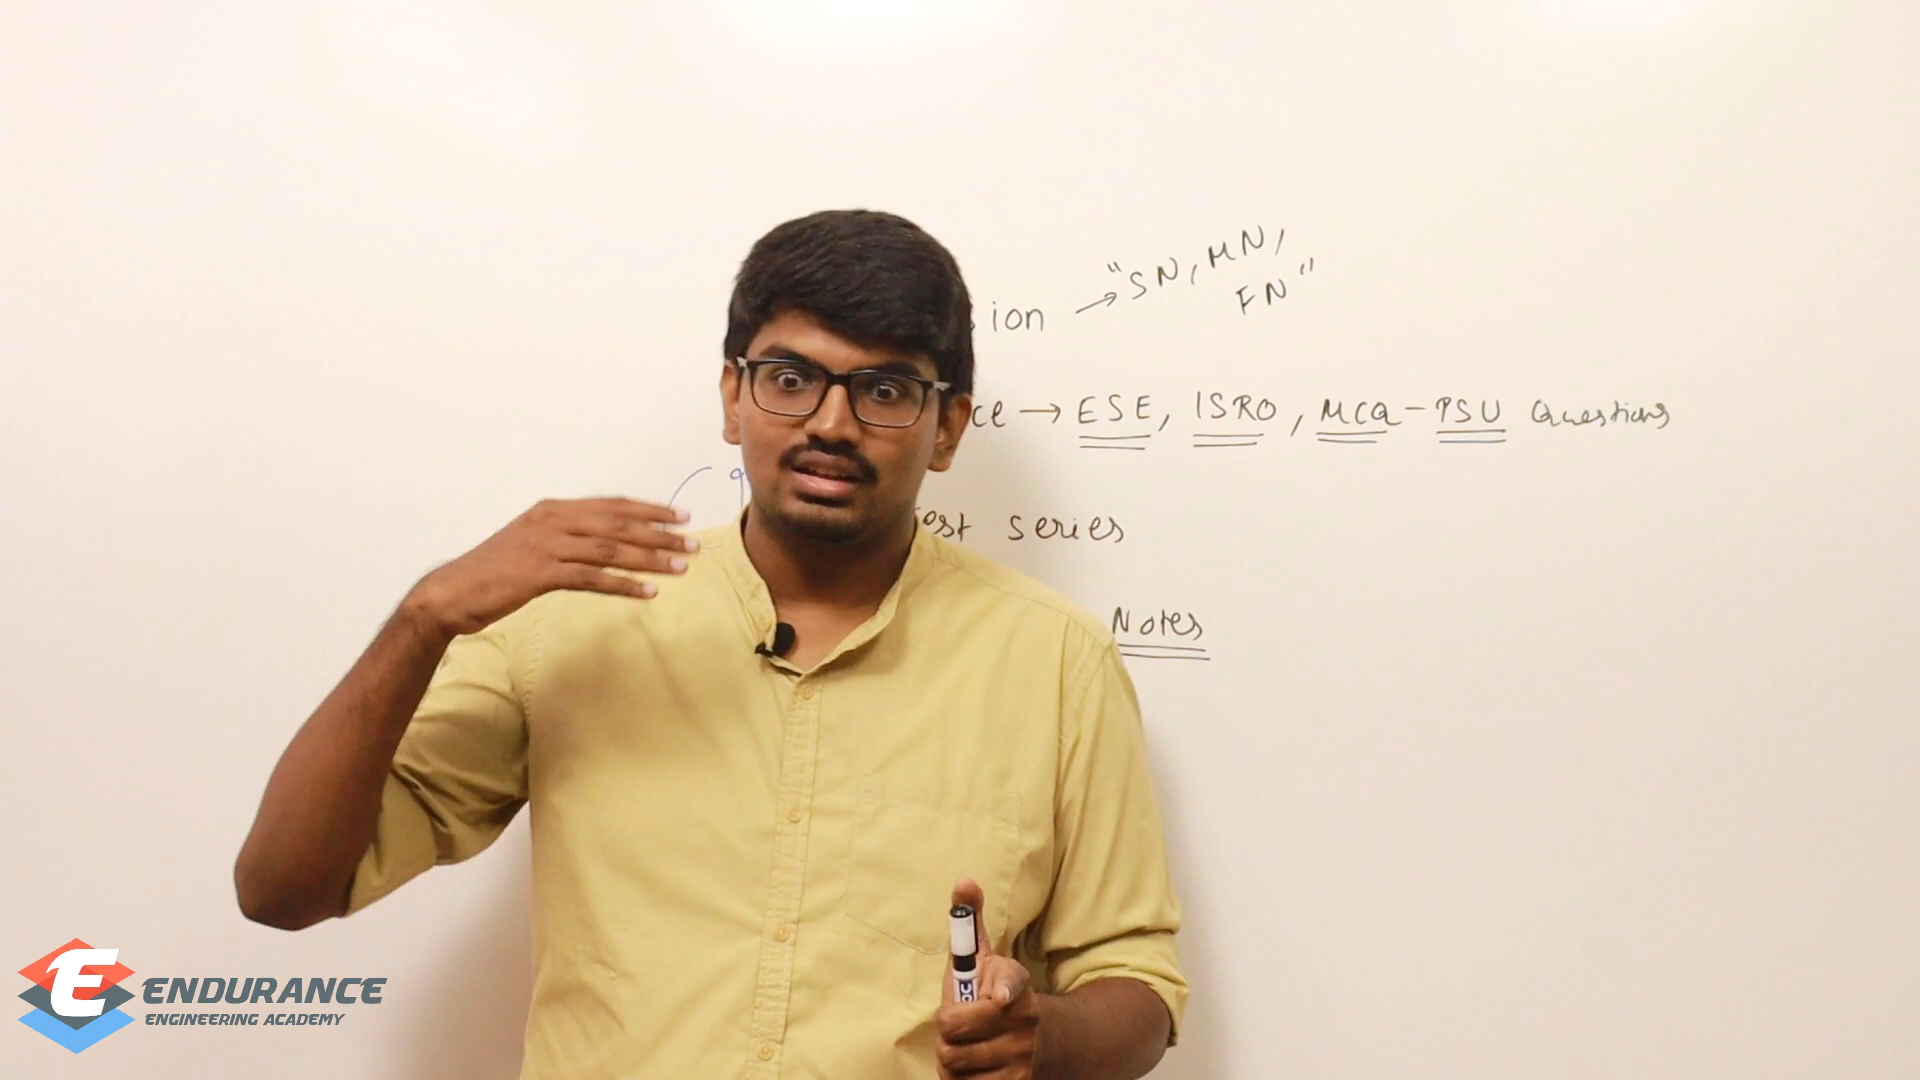 "SN, MN,
FN"
ion →
ce → ESE, ISRO, MCQ - PSU Questions
series
Notes
E ENDURANCE
ENGINEERING ACADEMY